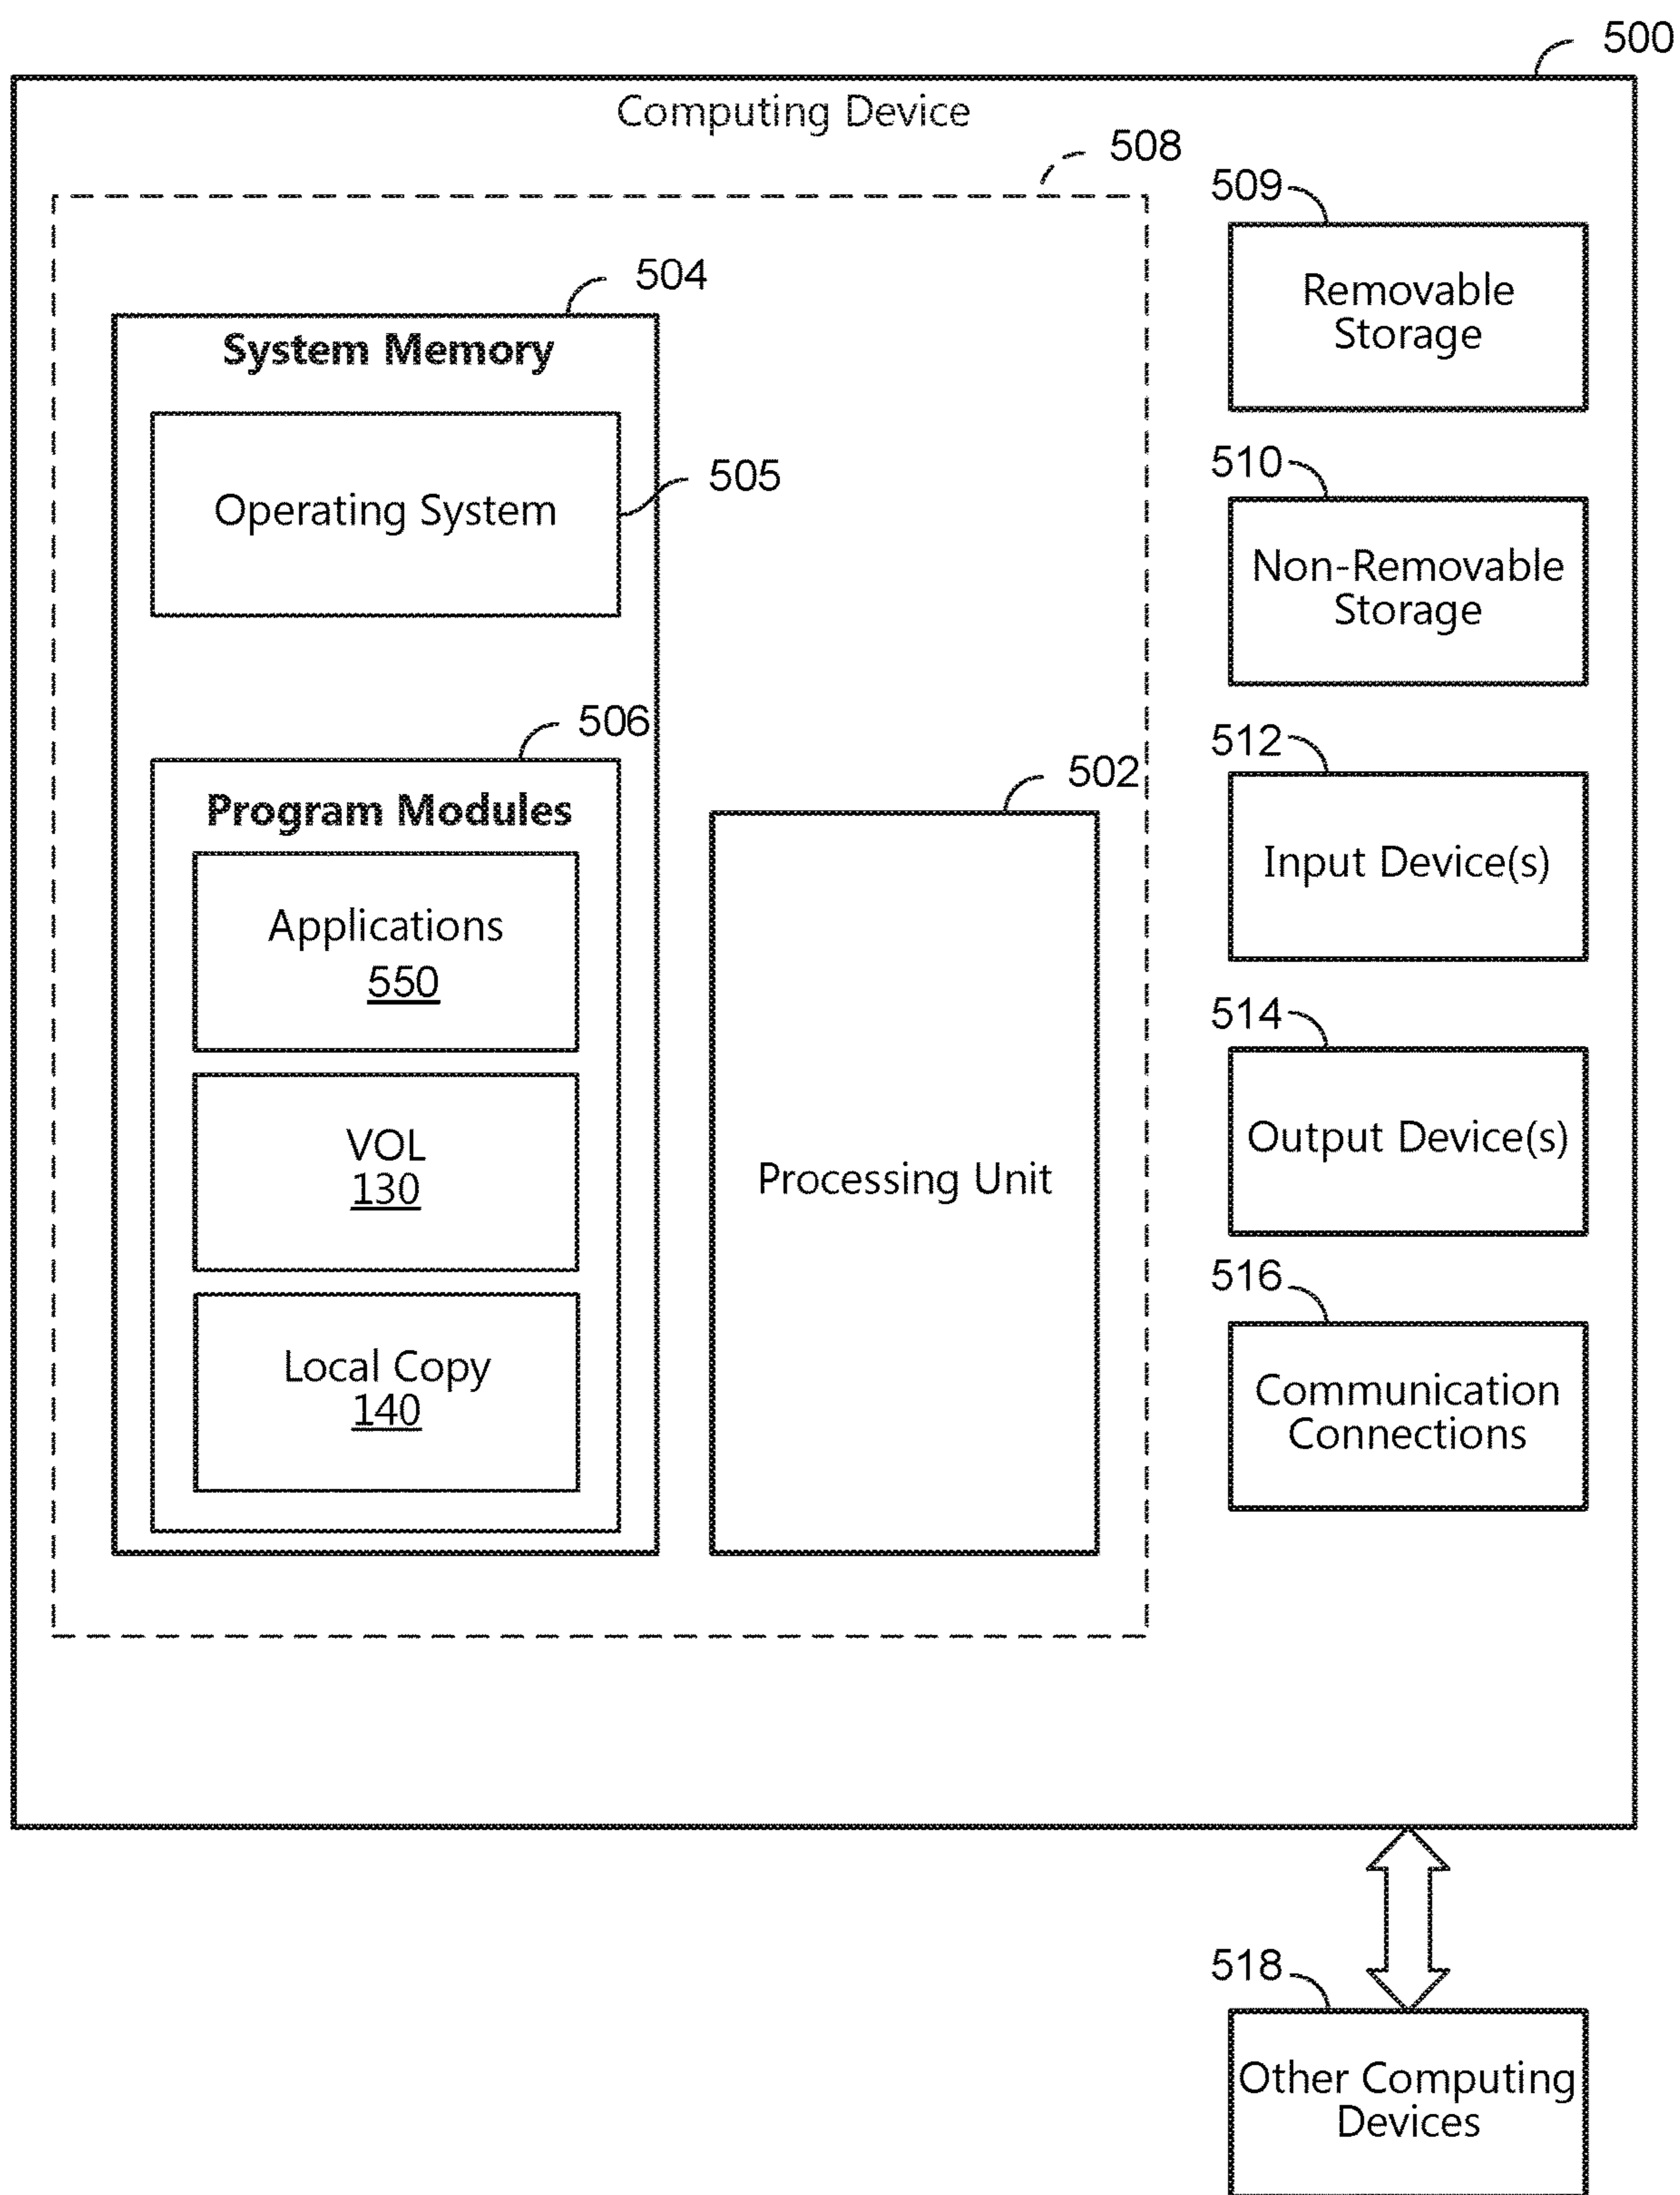 500
Computing Device
508
504
System Memory
Operating System
505
506
Program Modules
Applications
550
VOL
130
Local Copy
140
502
Processing Unit
509
Removable
Storage
510
Non-Removable
Storage
512
Input Device(s)
514
Output Device(s)
516
Communication
Connections
518
Other Computing
Devices